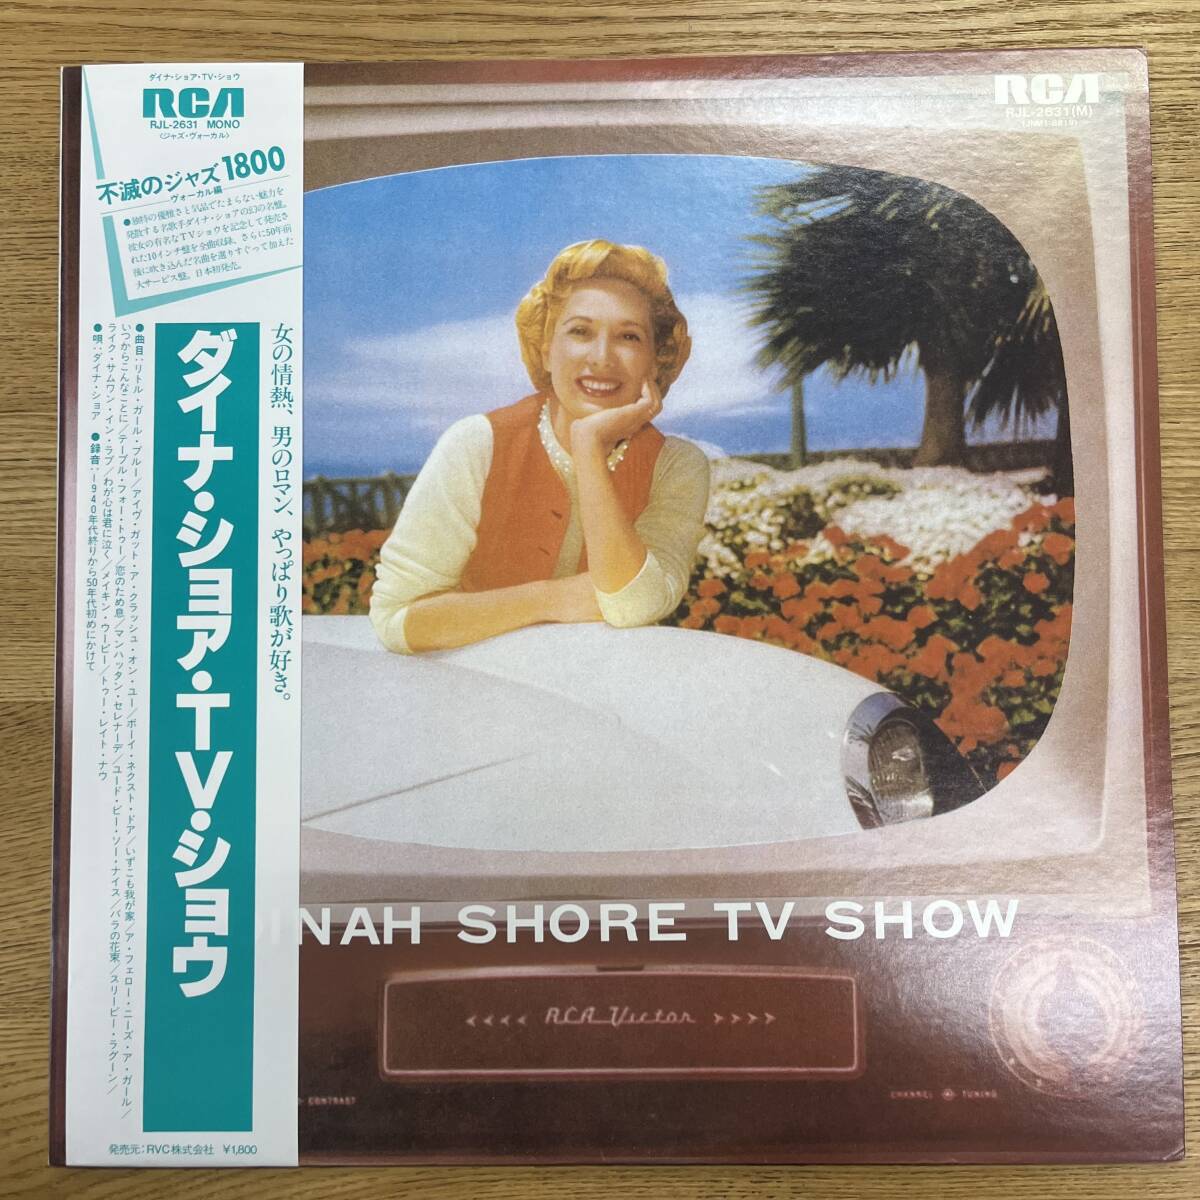 ダイナ・ショア・TV・ショウ
RCA
RJL-2631 MONO
〈ジャズ・ヴォーカル〉
不滅のジャズ1800
ヴォーカル編
●独特の優雅さと気品でたまらない魅力を
発散する名歌手ダイナ・ショアの幻の名盤。
彼女の有名なTVショウを記念して発売さ
れた10インチ盤を全曲収録、さらに50年前
後に吹き込んだ名曲を選りすぐって加えた
大サービス盤。日本初発売。
女の情熱、男のロマン、やっぱり歌が好き。
ダイナ・ショア・TV・ショウ
●曲目：リトル・ガール・ブルー／アイヴ・ガット・ア・クラッシュ・オン・ユー／ボーイ・ネクスト・ドア／いずこも我が家／ア・フェロー・ニーズ・ア・ガール／
いつからこんなことに／テーブル・フォー・トゥー／恋のため息／マンハッタン・セレナーデ／ユード・ビー・ソー・ナイス／バラの花束／スリーピー・ラグーン／
ライク・サムワン・イン・ラブ／わが心は君に泣く／メイキン・ウーピー／トゥー・レイト・ナウ
●唄：ダイナ・ショア ●録音：1940年代終りから50年代初めにかけて
発売元：RVC株式会社 ¥1,800
RCA
RJL-2631(M)
(JNM1-8819)
DINAH SHORE TV SHOW
RCA Victor
CONTRAST
CHANNEL TUNING